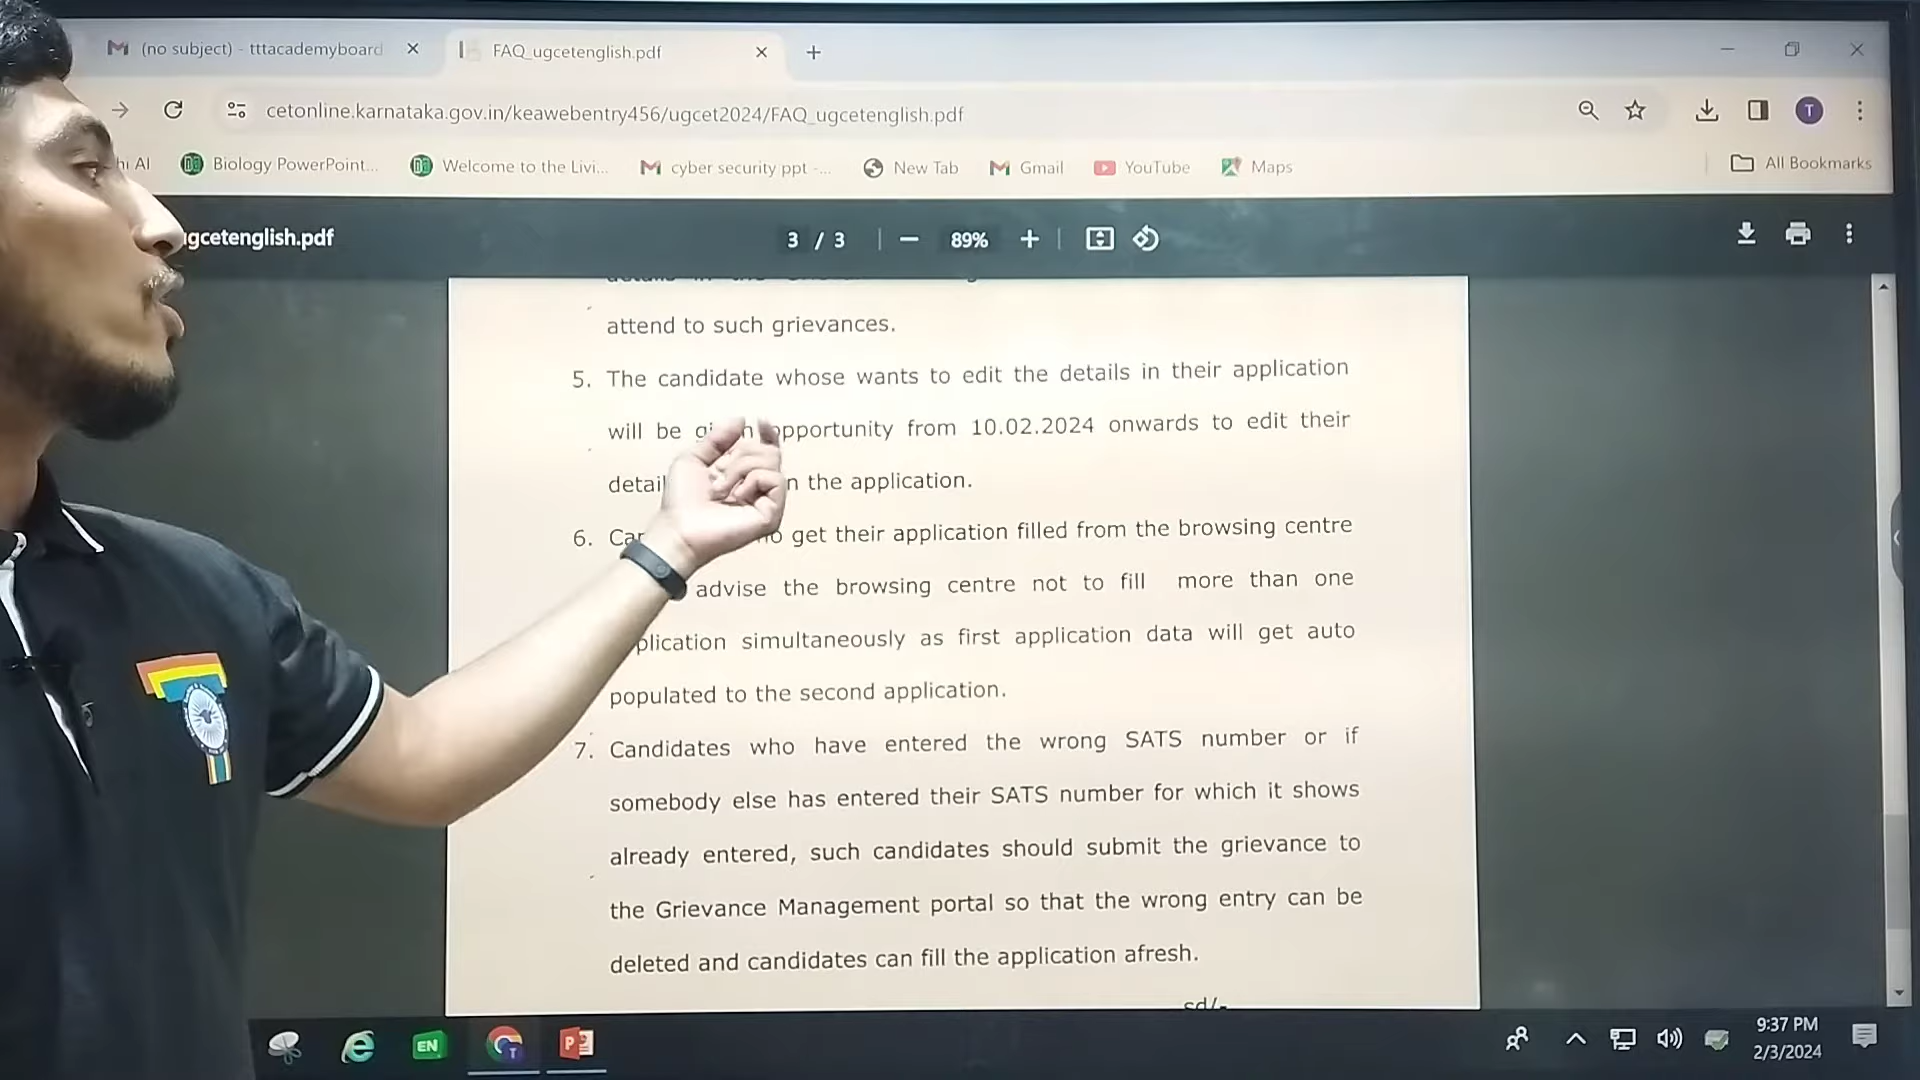 (no subject) - tttacademyboard
FAQ_ugcetenglish.pdf
cetonline.karnataka.gov.in/keawebentry456/ugcet2024/FAQ_ugcetenglish.pdf
T
hi AI
Biology PowerPoint...
Welcome to the Livi...
cyber security ppt -...
New Tab
Gmail
YouTube
Maps
All Bookmarks
ugcetenglish.pdf
3 / 3
89%
attend to such grievances.
5. The candidate whose wants to edit the details in their application
will be opportunity from 10.02.2024 onwards to edit their
the application.
6. get their application filled from the browsing centre
advise the browsing centre not to fill more than one
plication simultaneously as first application data will get auto
populated to the second application.
7. Candidates who have entered the wrong SATS number or if
somebody else has entered their SATS number for which it shows
already entered, such candidates should submit the grievance to
the Grievance Management portal so that the wrong entry can be
deleted and candidates can fill the application afresh.
sd/-
EN
T
P
9:37 PM
2/3/2024